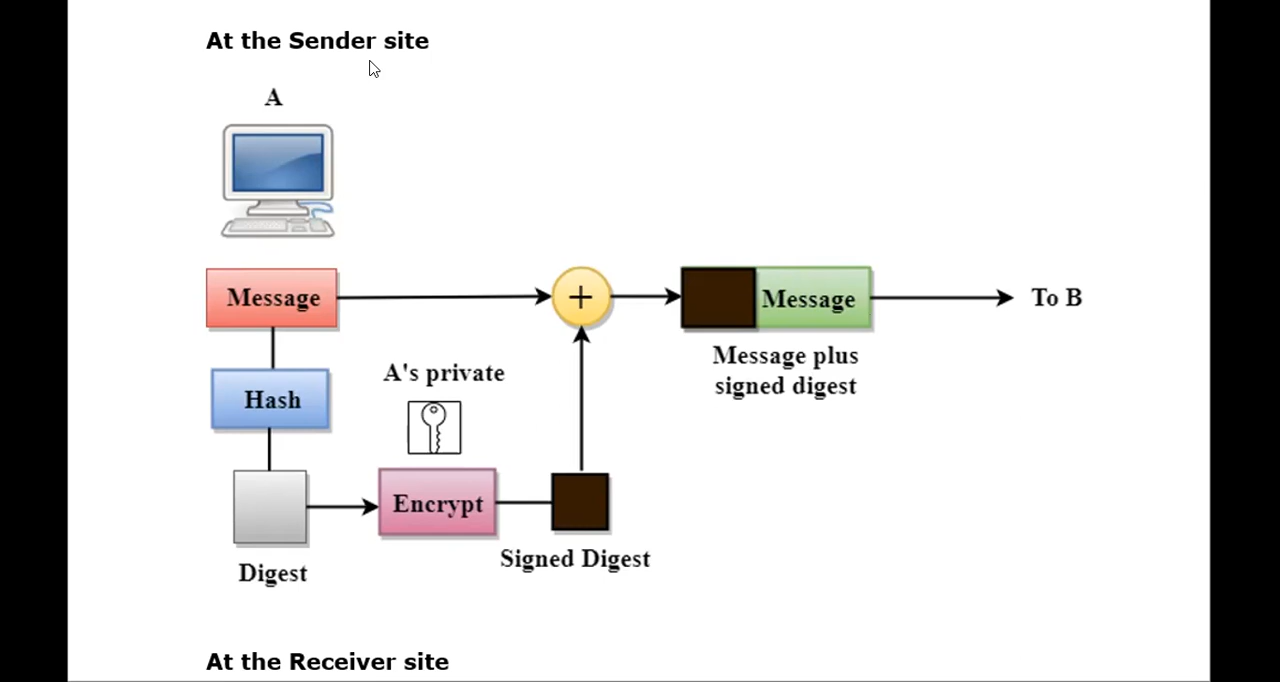 At the Sender site
A
Message
+
Message
To B
Message plus
signed digest
A's private
Hash
Encrypt
Signed Digest
Digest
At the Receiver site